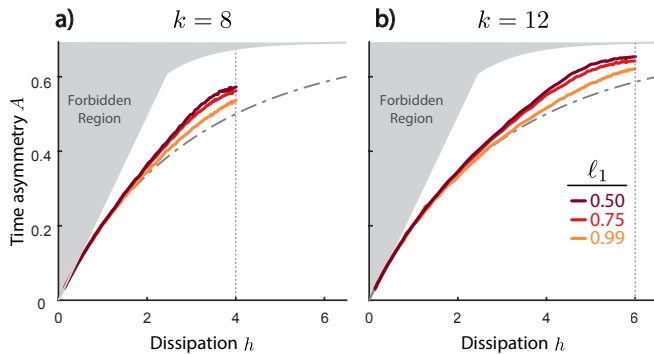 a) k = 8
b) k = 12
Time asymmetry A
0.6
0.4
0.2
0
Forbidden
Region
Forbidden
Region
ℓ1
0.50
0.75
0.99
0 2 4 6
0 2 4 6
Dissipation h
Dissipation h